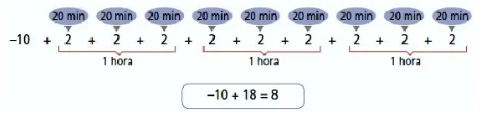 20 min 20 min 20 min 20 min 20 min 20 min 20 min 20 min 20 min
–10 + 2 + 2 + 2 + 2 + 2 + 2 + 2 + 2 + 2
1 hora 1 hora 1 hora
–10 + 18 = 8